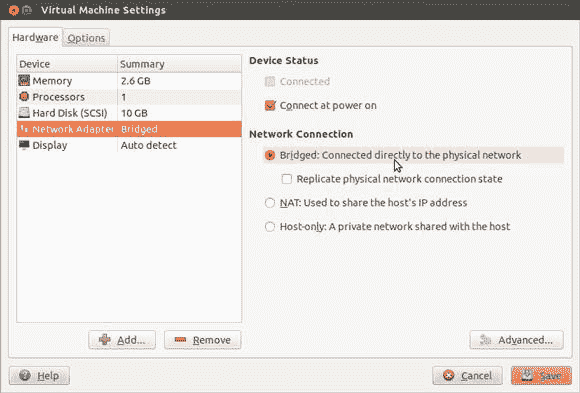 Virtual Machine Settings
Hardware Options
Device Summary
Memory 2.6 GB
Processors 1
Hard Disk (SCSI) 10 GB
Network Adapter Bridged
Display Auto detect
Add... Remove
Device Status
Connected
Connect at power on
Network Connection
Bridged: Connected directly to the physical network
Replicate physical network connection state
NAT: Used to share the host's IP address
Host-only: A private network shared with the host
Advanced...
Help Cancel Save